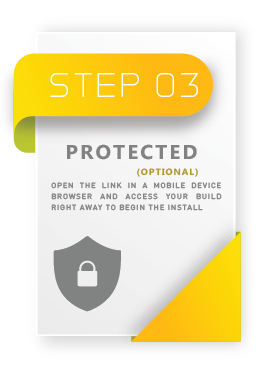 STEP 03
PROTECTED
(OPTIONAL)
OPEN THE LINK IN A MOBILE DEVICE
BROWSER AND ACCESS YOUR BUILD
RIGHT AWAY TO BEGIN THE INSTALL